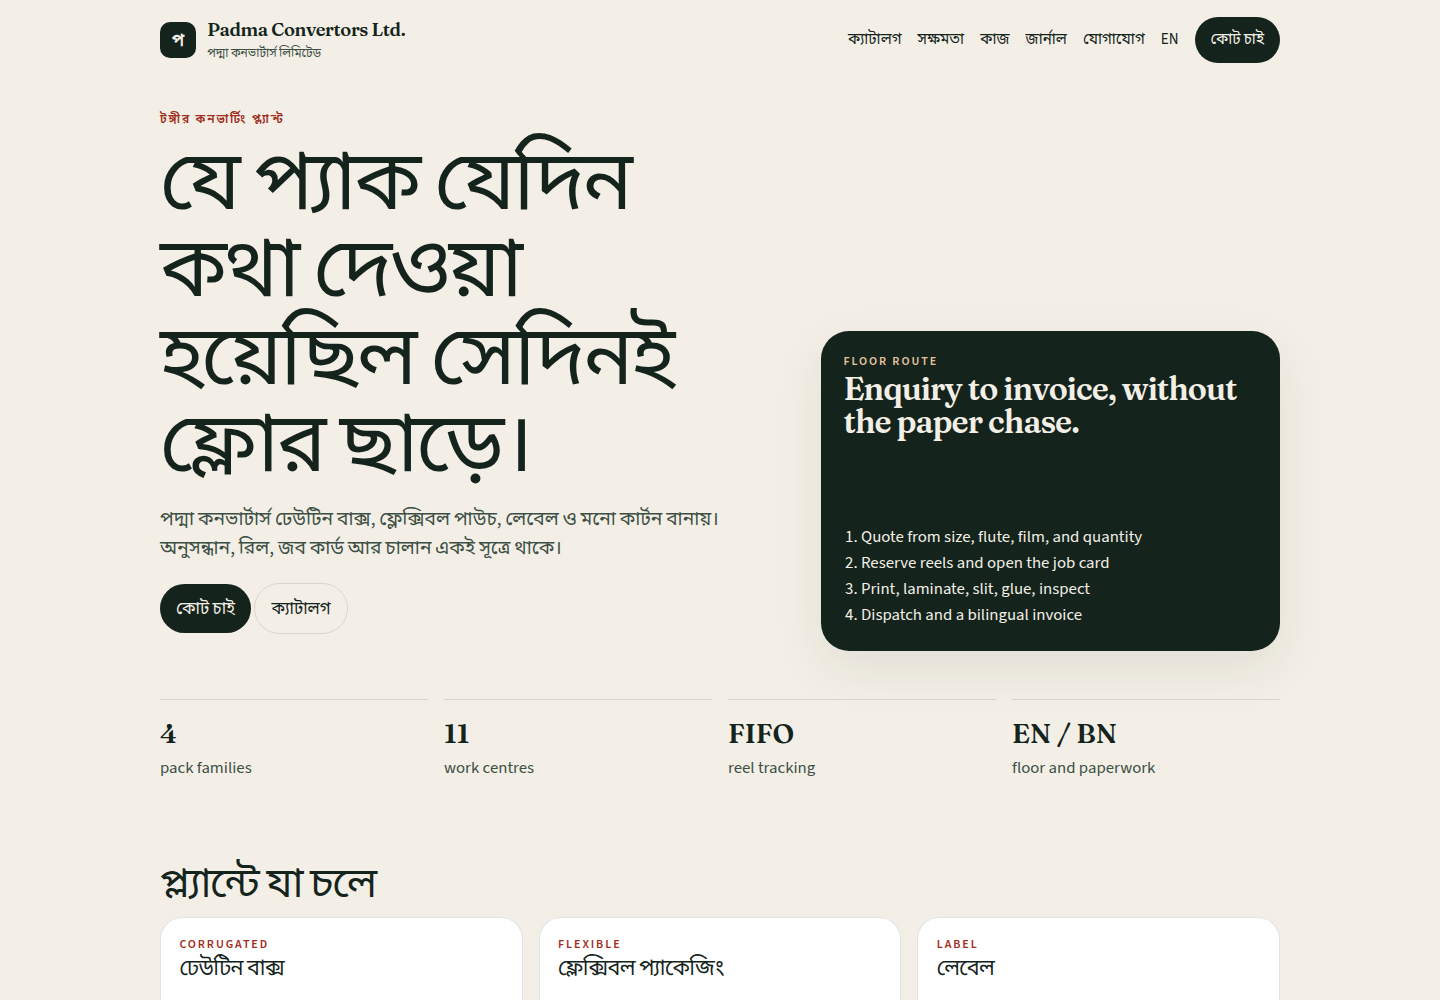 প
Padma Convertors Ltd.
পদ্মা কনভার্টার্স লিমিটেড
ক্যাটালগ সক্ষমতা কাজ জার্নাল যোগাযোগ EN কোট চাই
টঙ্গীর কনভার্টিং প্ল্যান্ট
যে প্যাক যেদিন
কথা দেওয়া
হয়েছিল সেদিনই
ফ্লোর ছাড়ে।
পদ্মা কনভার্টার্স ঢেউটিন বাক্স, ফ্লেক্সিবল পাউচ, লেবেল ও মনো কার্টন বানায়।
অনুসন্ধান, রিল, জব কার্ড আর চালান একই সূত্রে থাকে।
কোট চাই ক্যাটালগ
FLOOR ROUTE
Enquiry to invoice, without
the paper chase.
1. Quote from size, flute, film, and quantity
2. Reserve reels and open the job card
3. Print, laminate, slit, glue, inspect
4. Dispatch and a bilingual invoice
4
pack families
11
work centres
FIFO
reel tracking
EN / BN
floor and paperwork
প্ল্যান্টে যা চলে
CORRUGATED
ঢেউটিন বাক্স
FLEXIBLE
ফ্লেক্সিবল প্যাকেজিং
LABEL
লেবেল